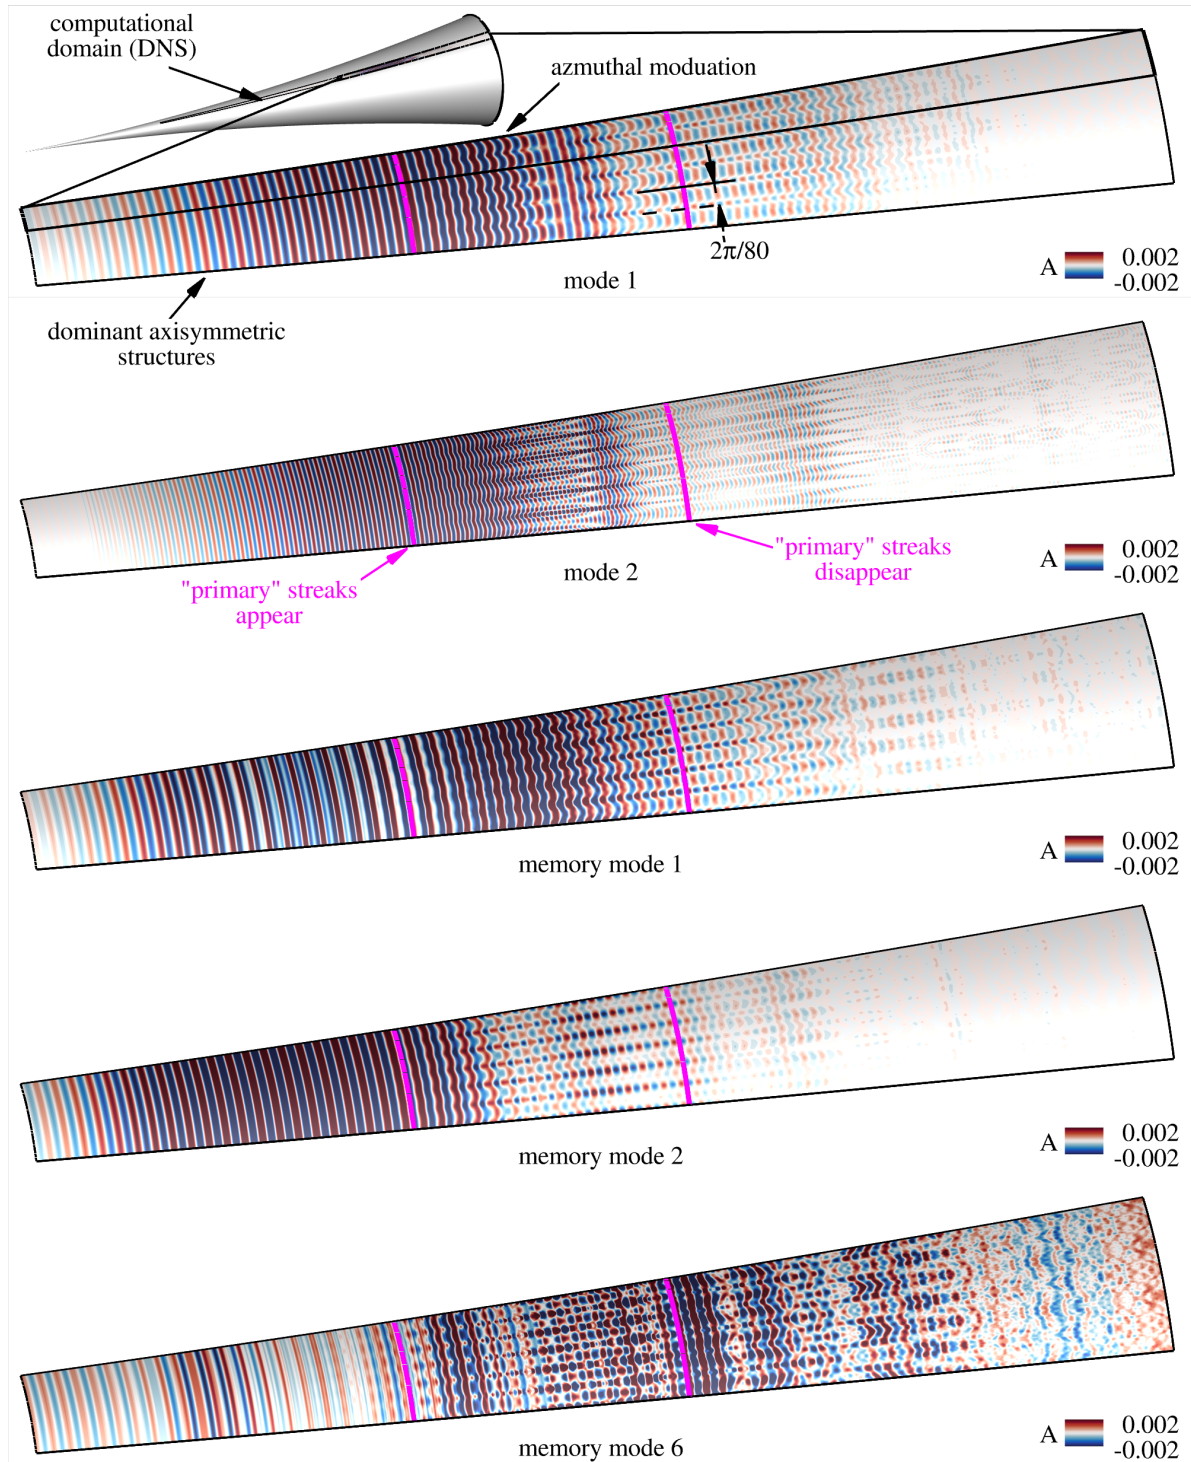 computational
domain (DNS)
azmuthal moduation
2π/80
mode 1
A
0.002
-0.002
dominant axisymmetric
structures
"primary" streaks
appear
mode 2
"primary" streaks
disappear
A
0.002
-0.002
memory mode 1
A
0.002
-0.002
memory mode 2
A
0.002
-0.002
memory mode 6
A
0.002
-0.002